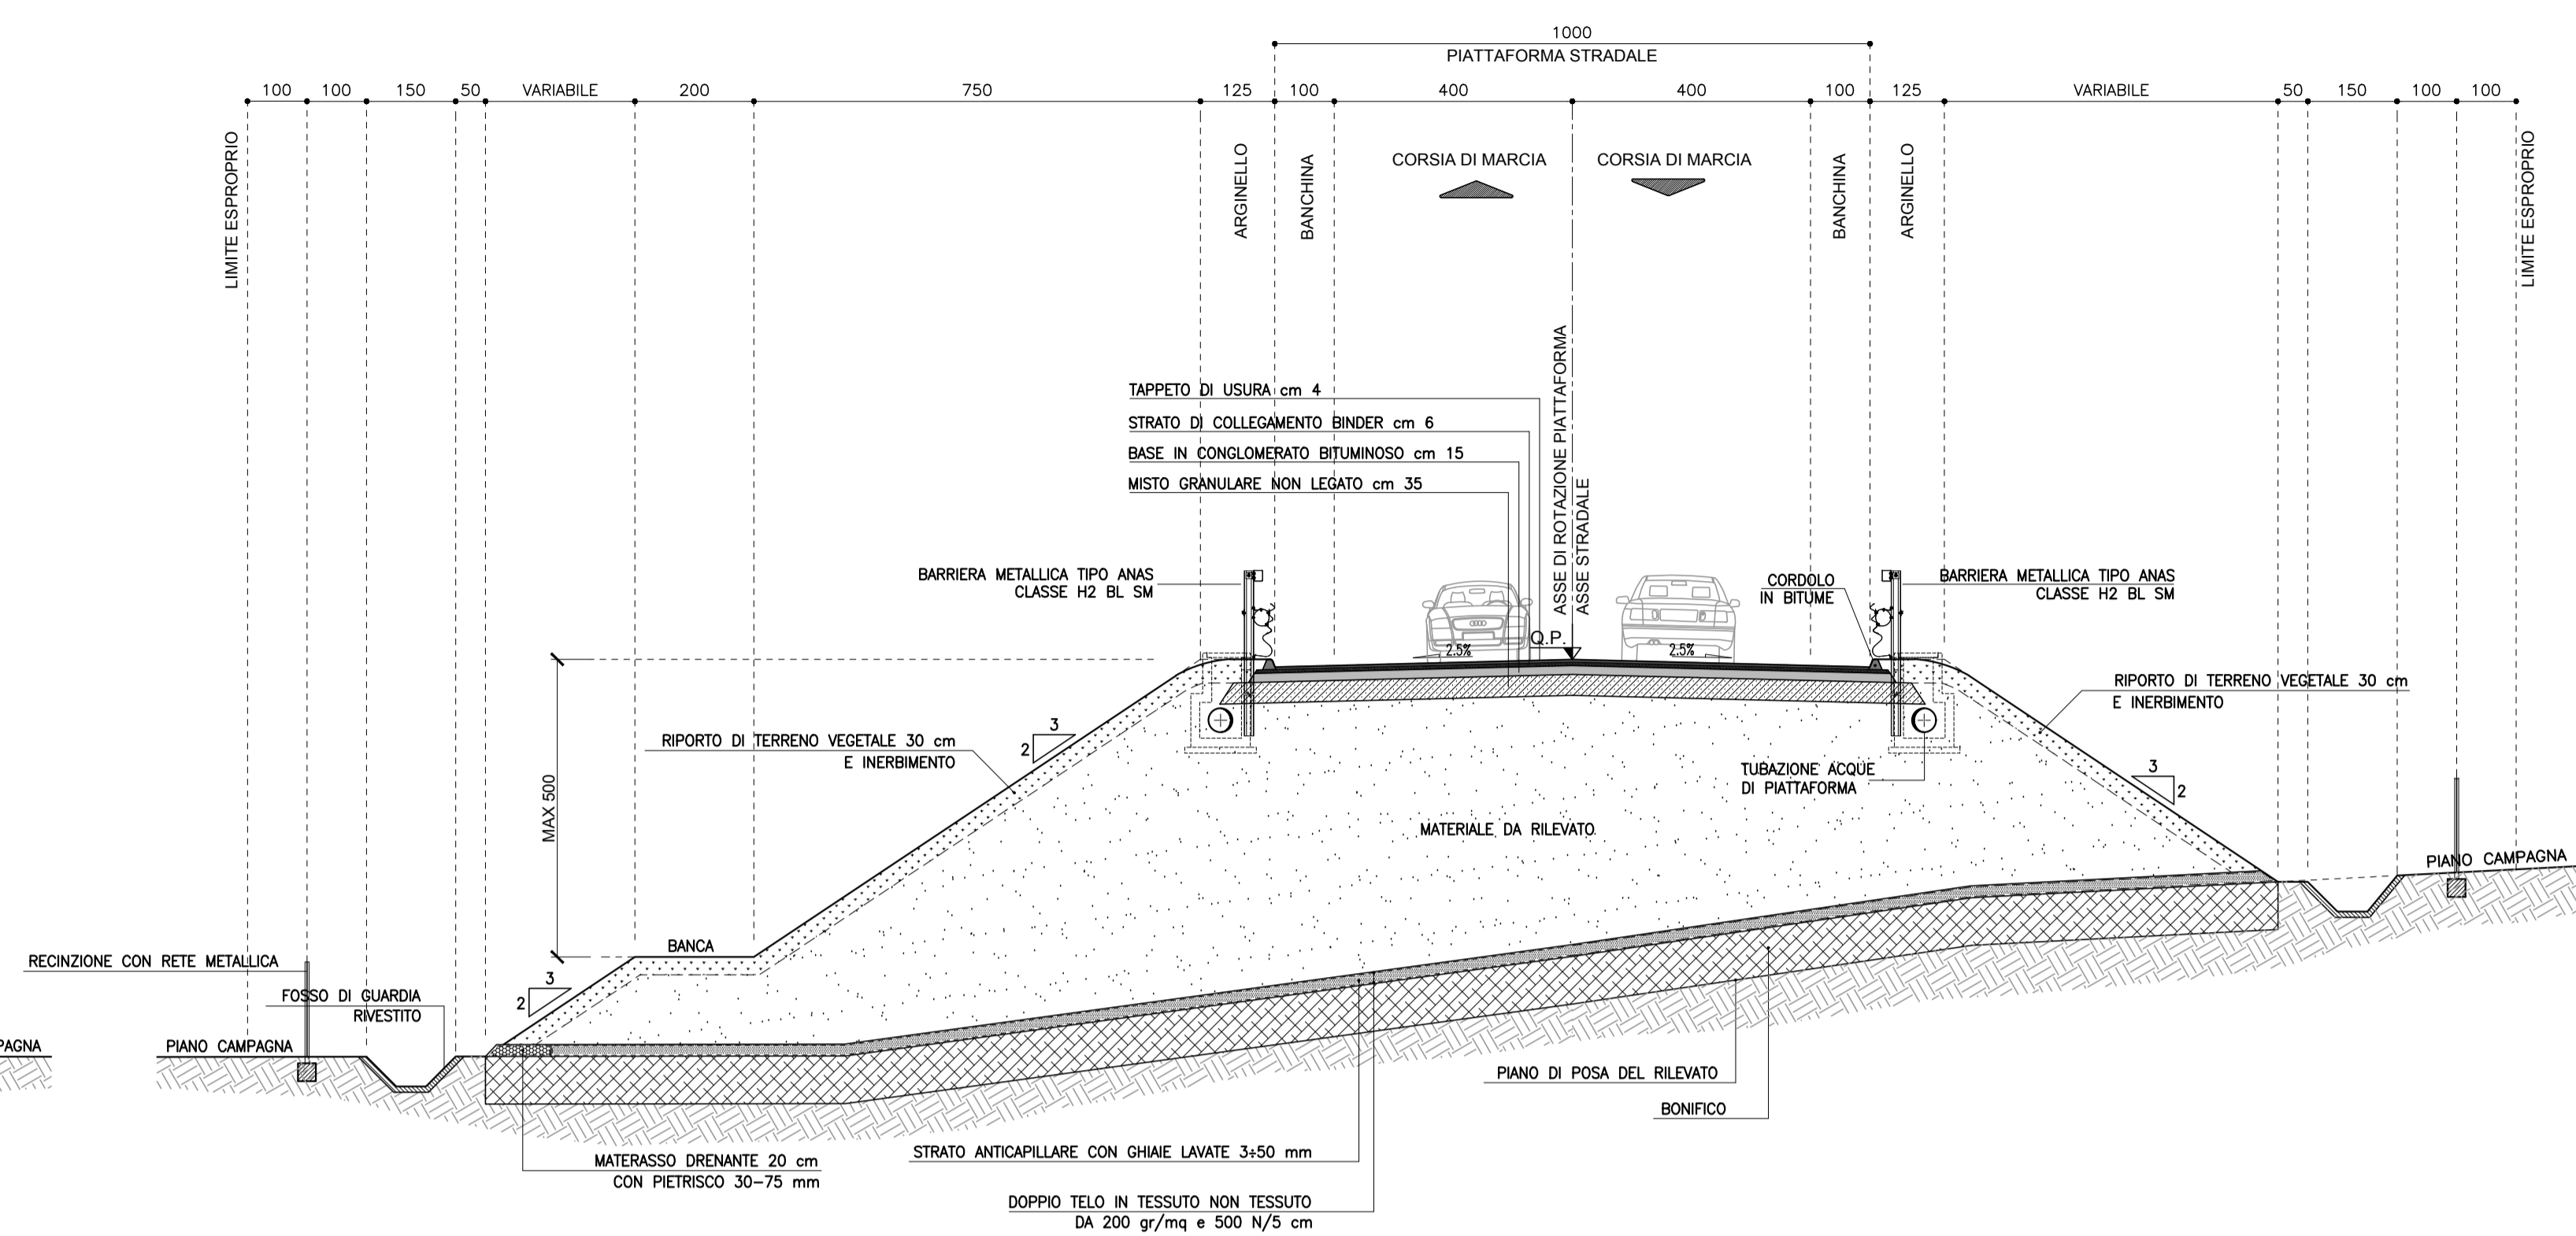 1000
PIATTAFORMA STRADALE
100 100 150 50 VARIABILE 200 750 125 100 400 400 100 125 VARIABILE 50 150 100 100
LIMITE ESPROPRIO
ARGINELLO
BANCHINA
CORSIA DI MARCIA
CORSIA DI MARCIA
BANCHINA
ARGINELLO
LIMITE ESPROPRIO
ASSE DI ROTAZIONE PIATTAFORMA
ASSE STRADALE
TAPPETO DI USURA cm 4
STRATO DI COLLEGAMENTO BINDER cm 6
BASE IN CONGLOMERATO BITUMINOSO cm 15
MISTO GRANULARE NON LEGATO cm 35
BARRIERA METALLICA TIPO ANAS
CLASSE H2 BL SM
CORDOLO
IN BITUME
BARRIERA METALLICA TIPO ANAS
CLASSE H2 BL SM
Q.P.
2.5%
2.5%
RIPORTO DI TERRENO VEGETALE 30 cm
E INERBIMENTO
3
2
RIPORTO DI TERRENO VEGETALE 30 cm
E INERBIMENTO
MAX 500
TUBAZIONE ACQUE
DI PIATTAFORMA
3
2
MATERIALE DA RILEVATO
PIANO CAMPAGNA
BANCA
RECINZIONE CON RETE METALLICA
3
2
FOSSO DI GUARDIA
RIVESTITO
PAGNA
PIANO CAMPAGNA
PIANO DI POSA DEL RILEVATO
BONIFICO
STRATO ANTICAPILLARE CON GHIAIE LAVATE 3÷50 mm
MATERASSO DRENANTE 20 cm
CON PIETRISCO 30-75 mm
DOPPIO TELO IN TESSUTO NON TESSUTO
DA 200 gr/mq e 500 N/5 cm